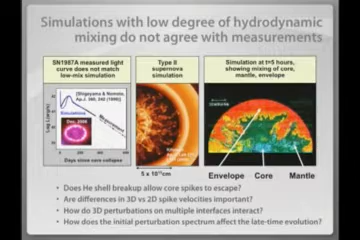 Simulations with low degree of hydrodynamic
mixing do not agree with measurements
SN1987A measured light
curve does not match
low-mix simulation
[Shigeyama & Nomoto,
Ap.J. 360, 242 (1990)]
Simulations
Days since core collapse
Type II
supernova
simulation
5 x 10¹² cm
Simulation at t=5 hours,
showing mixing of core,
mantle, envelope
Envelope Core Mantle
• Does He shell breakup allow core spikes to escape?
• Are differences in 3D vs 2D spike velocities important?
• How do 3D perturbations on multiple interfaces interact?
• How does the initial perturbation spectrum affect the late-time evolution?